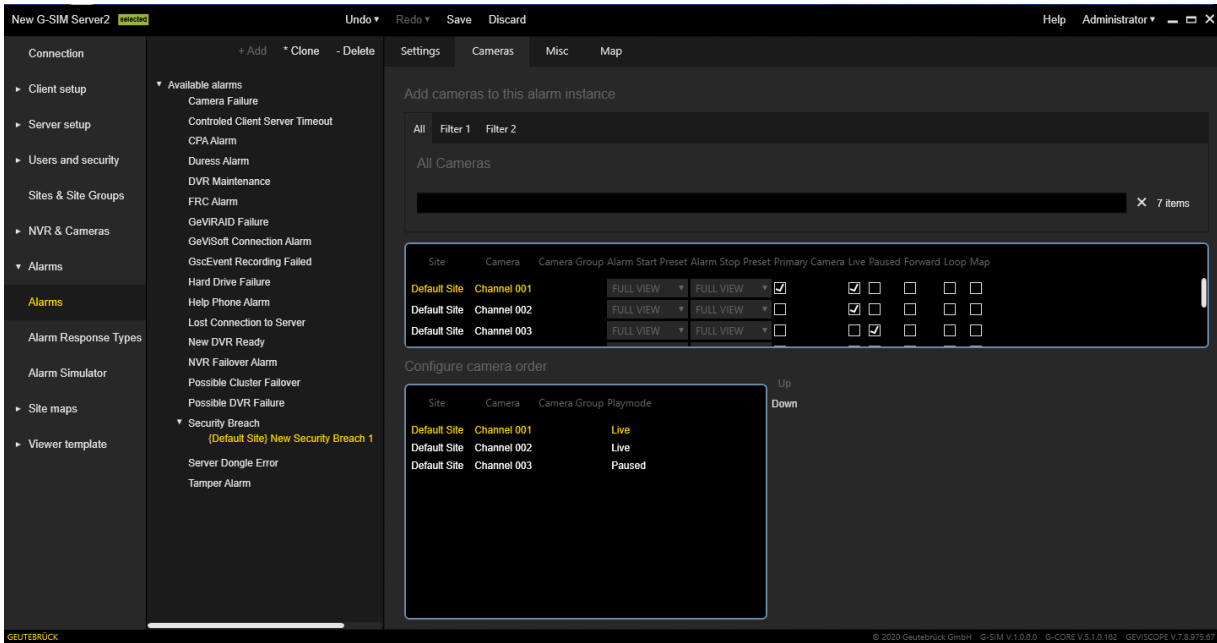 New G-SIM Server2 selected Undo ▾ Redo ▾ Save Discard Help Administrator ▾
Connection
Client setup
Server setup
Users and security
Sites & Site Groups
NVR & Cameras
Alarms
Alarms
Alarm Response Types
Alarm Simulator
Site maps
Viewer template
+ Add * Clone - Delete
Available alarms
Camera Failure
Controled Client Server Timeout
CPA Alarm
Duress Alarm
DVR Maintenance
FRC Alarm
GeViRAID Failure
GeViSoft Connection Alarm
GscEvent Recording Failed
Hard Drive Failure
Help Phone Alarm
Lost Connection to Server
New DVR Ready
NVR Failover Alarm
Possible Cluster Failover
Possible DVR Failure
Security Breach
{Default Site} New Security Breach 1
Server Dongle Error
Tamper Alarm
Settings Cameras Misc Map
Add cameras to this alarm instance
All Filter 1 Filter 2
All Cameras
7 items
Site Camera Camera Group Alarm Start Preset Alarm Stop Preset Primary Camera Live Paused Forward Loop Map
Default Site Channel 001 FULL VIEW FULL VIEW
Default Site Channel 002 FULL VIEW FULL VIEW
Default Site Channel 003 FULL VIEW FULL VIEW
Configure camera order
Up
Down
Site Camera Camera Group Playmode
Default Site Channel 001 Live
Default Site Channel 002 Live
Default Site Channel 003 Paused
GEUTEBRÜCK © 2020 Geutebrück GmbH G-SIM V.1.0.0.0 G-CORE V.5.1.0.162 GEVISCOPE V.7.8.975.67